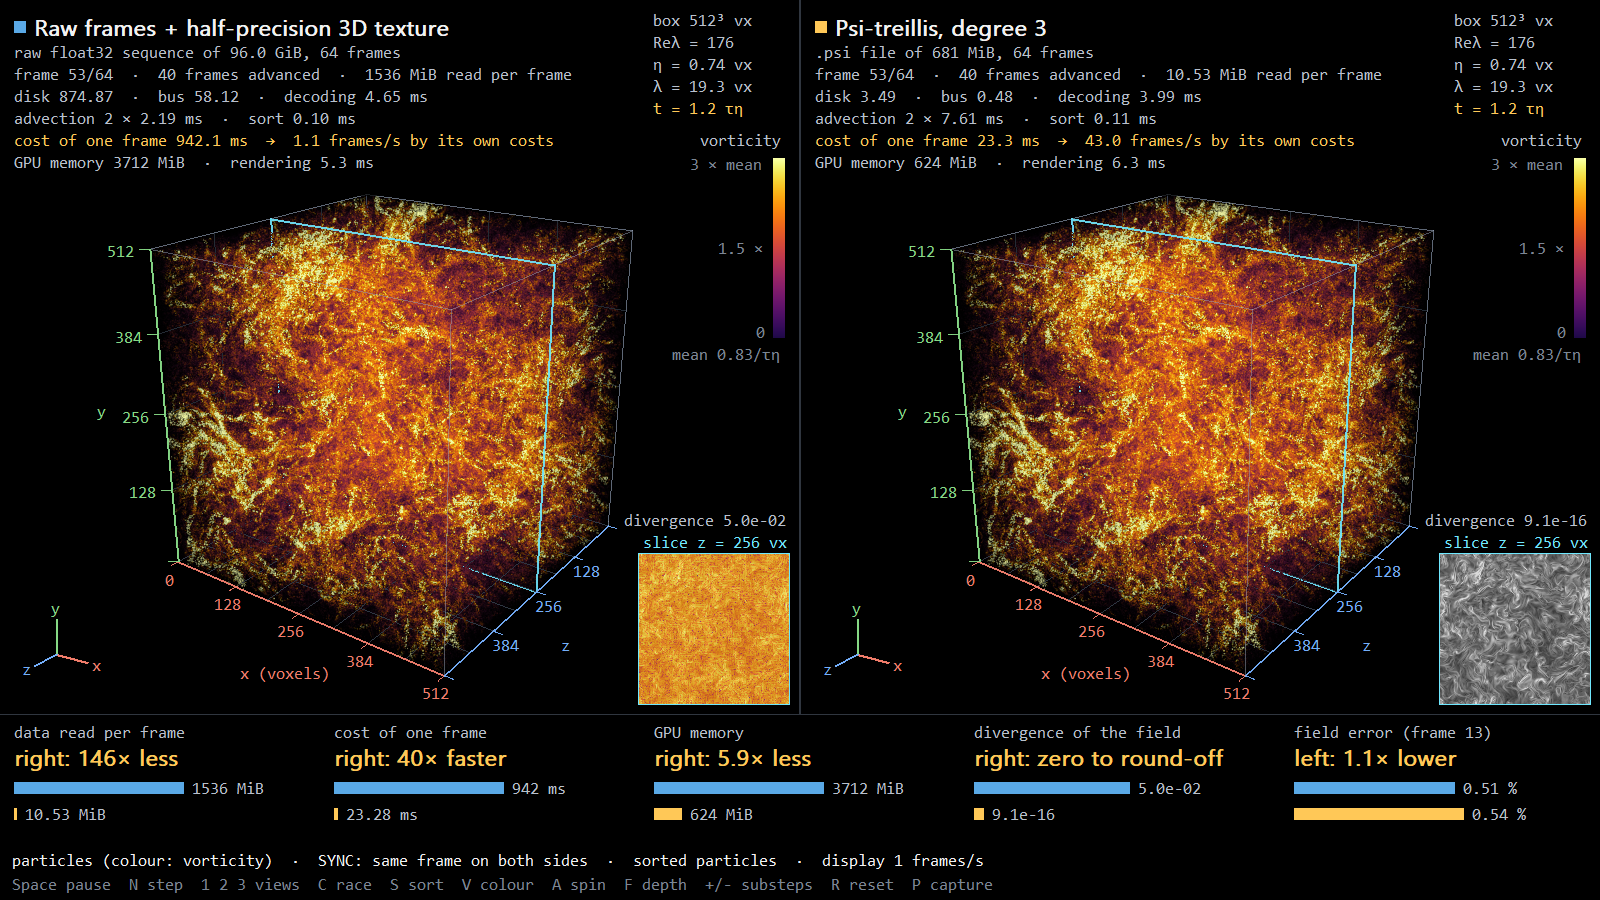 Raw frames + half-precision 3D texture
raw float32 sequence of 96.0 GiB, 64 frames
frame 53/64 · 40 frames advanced · 1536 MiB read per frame
disk 874.87 · bus 58.12 · decoding 4.65 ms
advection 2 × 2.19 ms · sort 0.10 ms
cost of one frame 942.1 ms → 1.1 frames/s by its own costs
GPU memory 3712 MiB · rendering 5.3 ms
box 512³ vx
Reλ = 176
η = 0.74 vx
λ = 19.3 vx
t = 1.2 τη
vorticity
3 × mean
1.5 ×
0
mean 0.83/τη
512
384
y 256
128
0
128
256
384
512
x (voxels)
128
256
384
z
y
z
x
divergence 5.0e-02
slice z = 256 vx
Psi-treillis, degree 3
.psi file of 681 MiB, 64 frames
frame 53/64 · 40 frames advanced · 10.53 MiB read per frame
disk 3.49 · bus 0.48 · decoding 3.99 ms
advection 2 × 7.61 ms · sort 0.11 ms
cost of one frame 23.3 ms → 43.0 frames/s by its own costs
GPU memory 624 MiB · rendering 6.3 ms
box 512³ vx
Reλ = 176
η = 0.74 vx
λ = 19.3 vx
t = 1.2 τη
vorticity
3 × mean
1.5 ×
0
mean 0.83/τη
512
384
y 256
128
0
128
256
384
512
x (voxels)
128
256
384
z
y
z
x
divergence 9.1e-16
slice z = 256 vx
data read per frame
right: 146× less
1536 MiB
10.53 MiB
cost of one frame
right: 40× faster
942 ms
23.28 ms
GPU memory
right: 5.9× less
3712 MiB
624 MiB
divergence of the field
right: zero to round-off
5.0e-02
9.1e-16
field error (frame 13)
left: 1.1× lower
0.51 %
0.54 %
particles (colour: vorticity) · SYNC: same frame on both sides · sorted particles · display 1 frames/s
Space pause N step 1 2 3 views C race S sort V colour A spin F depth +/- substeps R reset P capture